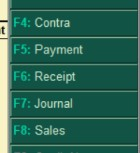 F4: Contra
F5: Payment
F6: Receipt
F7: Journal
F8: Sales